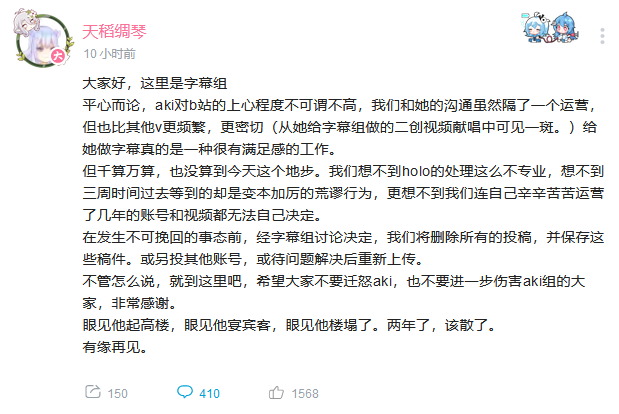 天稻绸琴
10 小时前
大家好，这里是字幕组
平心而论，aki对b站的上心程度不可谓不高，我们和她的沟通虽然隔了一个运营，
但也比其他v更频繁，更密切（从她给字幕组做的二创视频献唱中可见一斑。）给
她做字幕真的是一种很有满足感的工作。
但千算万算，也没算到今天这个地步。我们想不到holo的处理这么不专业，想不到
三周时间过去等到的却是变本加厉的荒谬行为，更想不到我们连自己辛辛苦苦运营
了几年的账号和视频都无法自己决定。
在发生不可挽回的事态前，经字幕组讨论决定，我们将删除所有的投稿，并保存这
些稿件。或另投其他账号，或待问题解决后重新上传。
不管怎么说，就到这里吧，希望大家不要迁怒aki，也不要进一步伤害aki组的大
家，非常感谢。
眼见他起高楼，眼见他宴宾客，眼见他楼塌了。两年了，该散了。
有缘再见。
150 410 1568